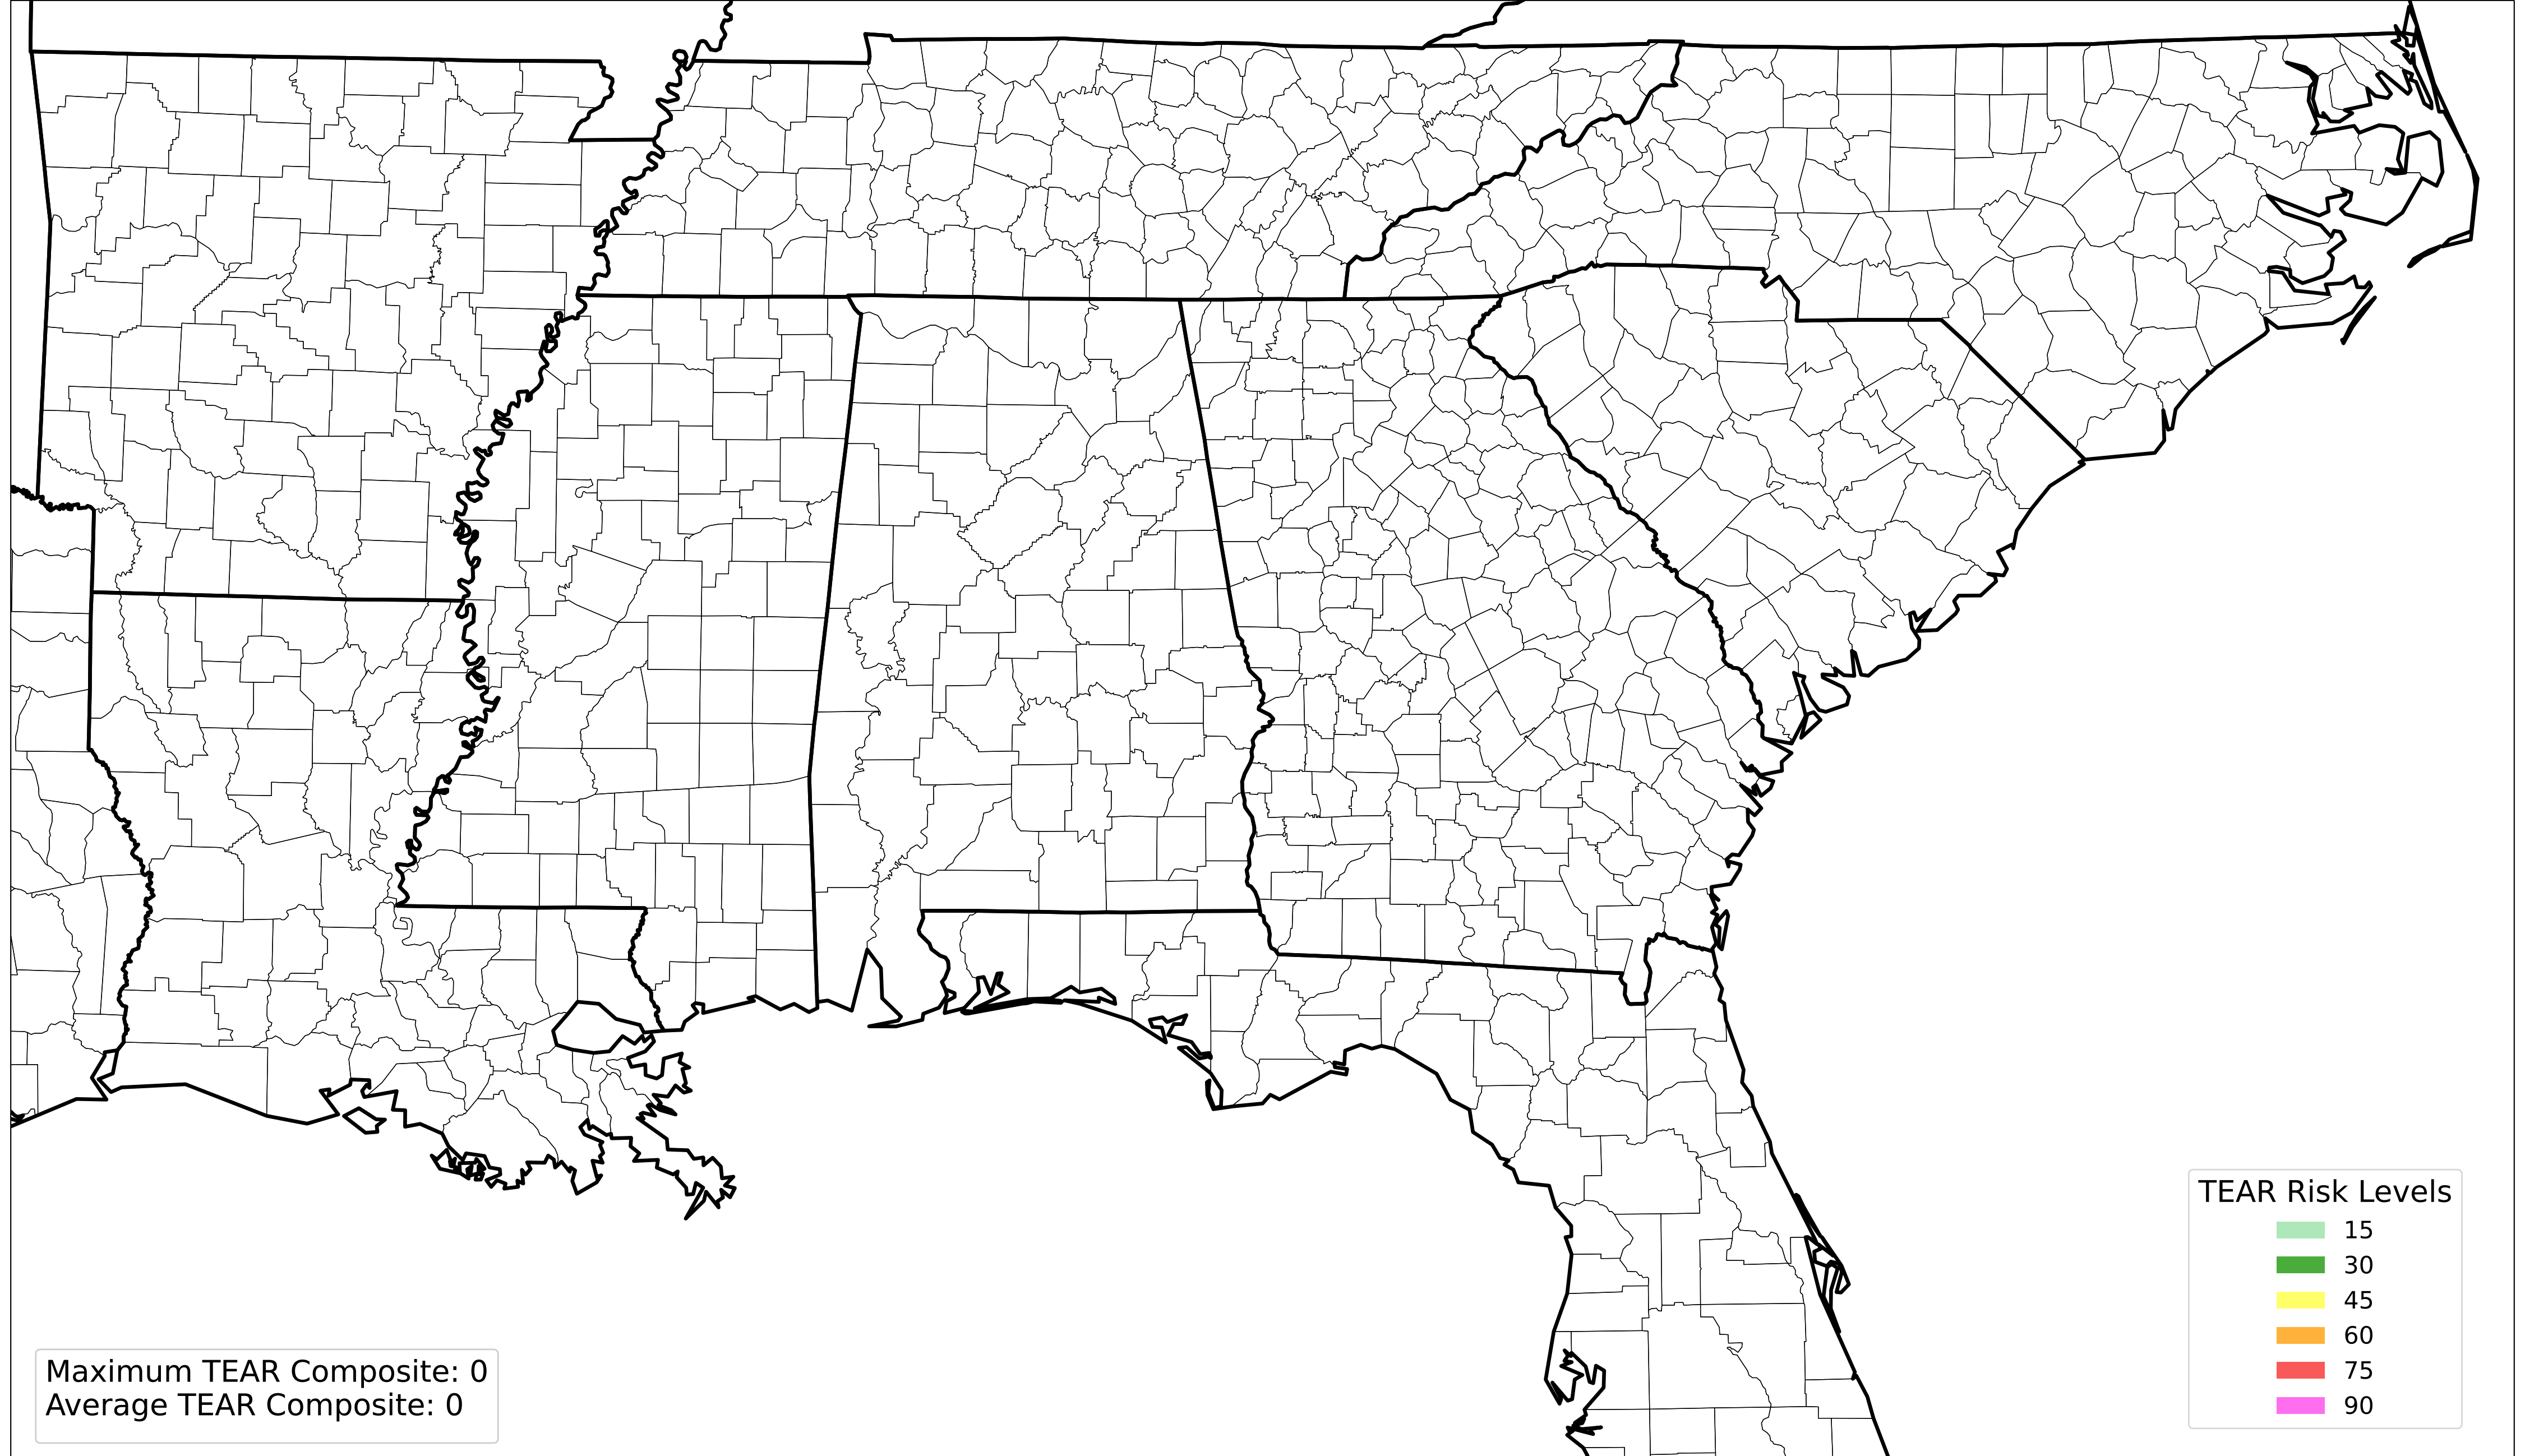 TEAR Risk Levels
15
30
45
60
75
90
Maximum TEAR Composite: 0
Average TEAR Composite: 0